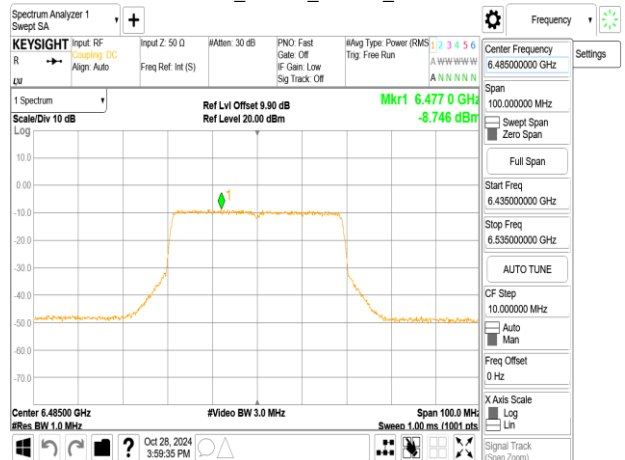 Spectrum Analyzer 1
Swept SA
+
Frequency
KEYSIGHT
Input: RF
Coupling: DC
Align: Auto
Input Z: 50 Ω
Freq Ref: Int (S)
#Atten: 30 dB
PNO: Fast
Gate: Off
IF Gain: Low
Sig Track: Off
#Avg Type: Power (RMS
Trig: Free Run
1 2 3 4 5 6
A W W W W W
A N N N N N
R
LXI
Center Frequency
6.485000000 GHz
Settings
Span
100.000000 MHz
Swept Span
Zero Span
Full Span
Start Freq
6.435000000 GHz
Stop Freq
6.535000000 GHz
AUTO TUNE
CF Step
10.000000 MHz
Auto
Man
Freq Offset
0 Hz
X Axis Scale
Log
Lin
Signal Track
(Span Zoom)
1 Spectrum
Scale/Div 10 dB
Ref Lvl Offset 9.90 dB
Ref Level 20.00 dBm
Mkr1 6.477 0 GHz
-8.746 dBm
Log
10.0
0.00
-10.0
-20.0
-30.0
-40.0
-50.0
-60.0
-70.0
1
Center 6.48500 GHz
#Res BW 1.0 MHz
#Video BW 3.0 MHz
Span 100.0 MHz
Sweep 1.00 ms (1001 pts
?
Oct 28, 2024
3:59:35 PM